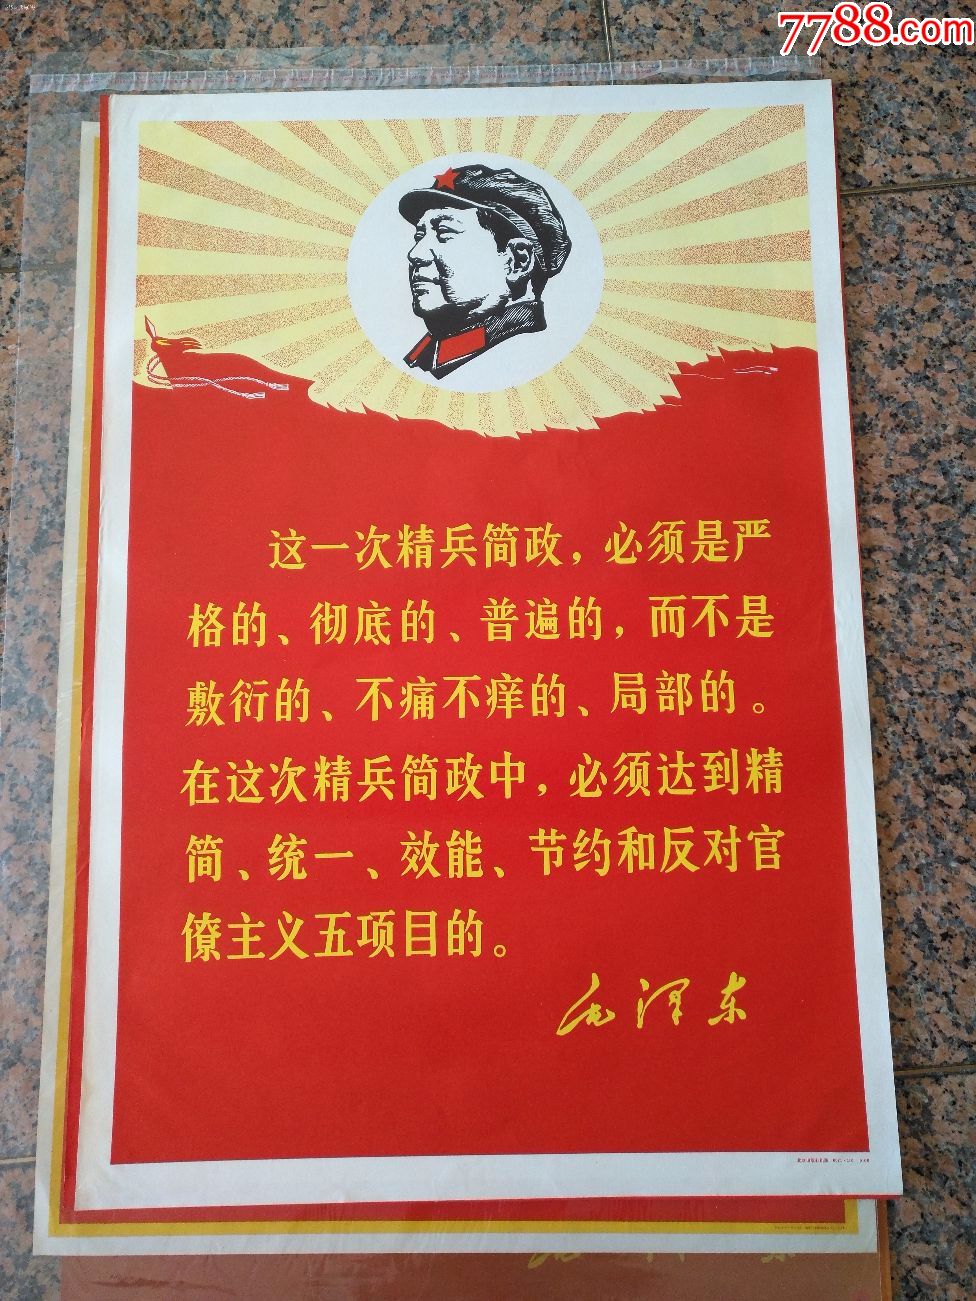 7788.com
这一次精兵简政，必须是严
格的、彻底的、普遍的，而不是
敷衍的、不痛不痒的、局部的。
在这次精兵简政中，必须达到精
简、统一、效能、节约和反对官
僚主义五项目的。
毛泽东